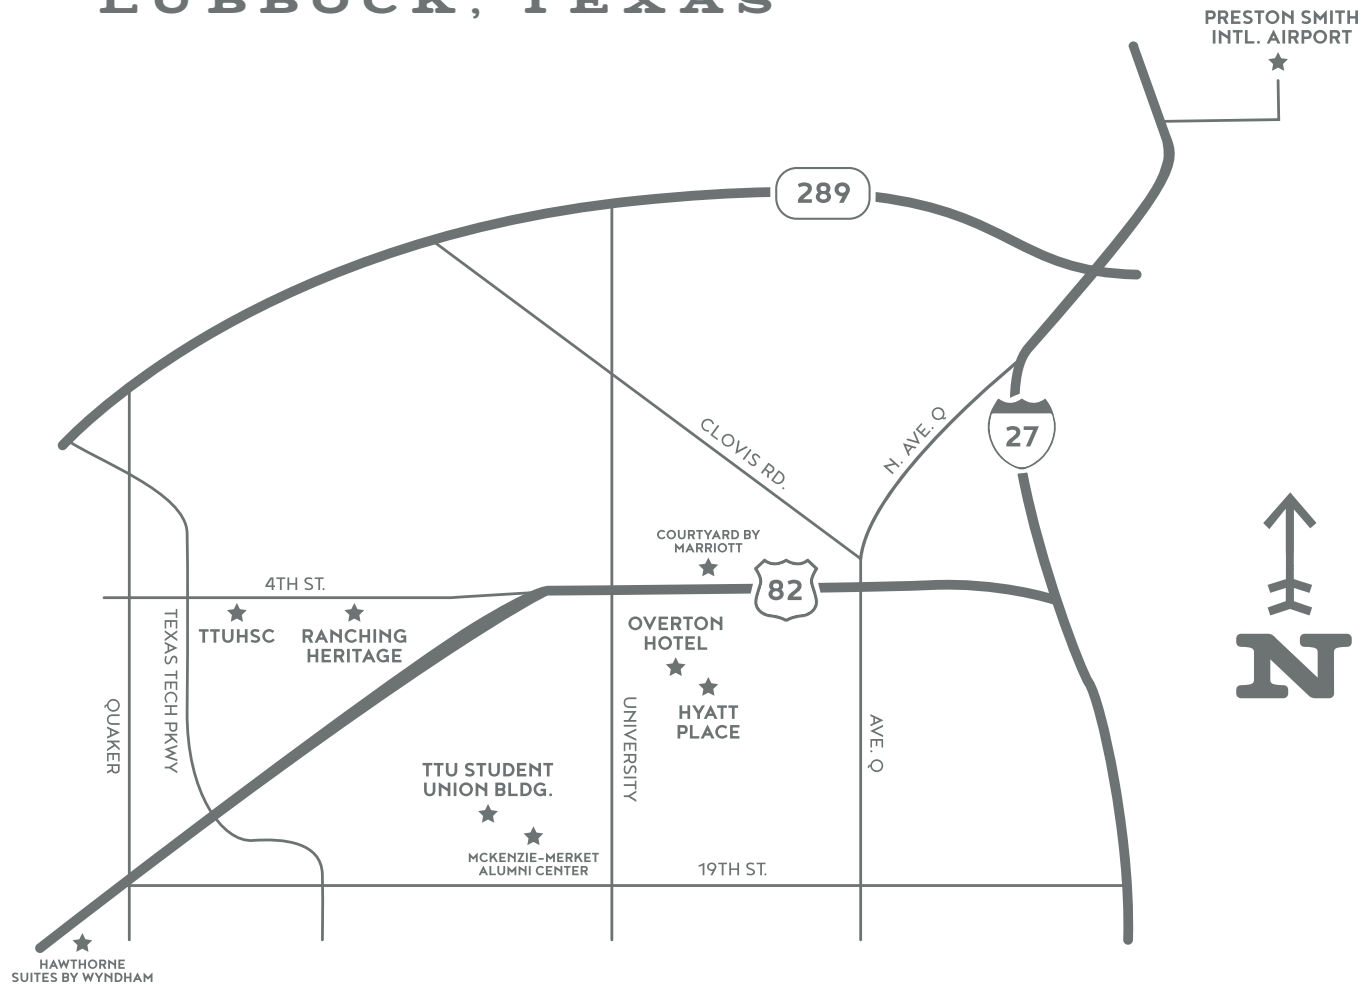 LUBBOCK, TEXAS
PRESTON SMITH
INTL. AIRPORT
289
CLOVIS RD.
N. AVE. Q
27
COURTYARD BY
MARRIOTT
82
4TH ST.
TTUHSC
RANCHING
HERITAGE
TEXAS TECH PKWY
QUAKER
OVERTON
HOTEL
HYATT
PLACE
UNIVERSITY
AVE. Q
N
TTU STUDENT
UNION BLDG.
MCKENZIE-MERKET
ALUMNI CENTER
19TH ST.
HAWTHORNE
SUITES BY WYNDHAM